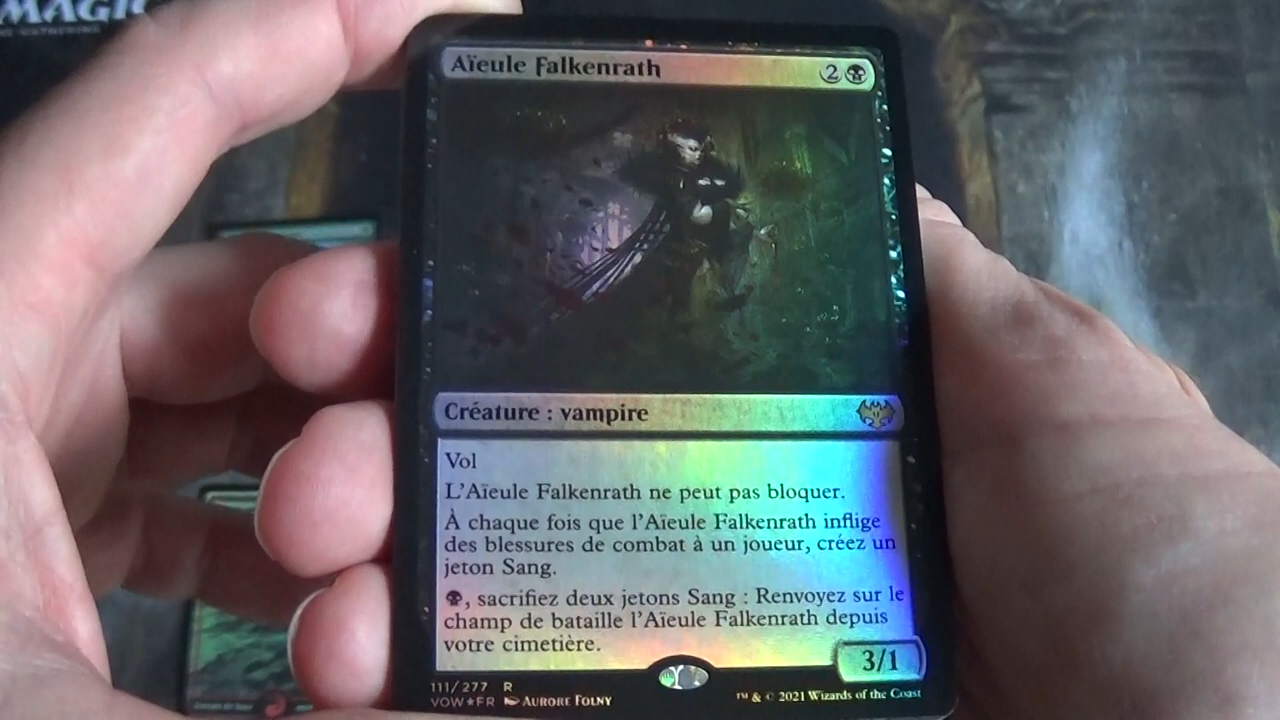 MAGIC
Aïeule Falkenrath
2
Créature : vampire
Vol
L'Aïeule Falkenrath ne peut pas bloquer.
À chaque fois que l'Aïeule Falkenrath inflige
des blessures de combat à un joueur, créez un
jeton Sang.
, sacrifiez deux jetons Sang : Renvoyez sur le
champ de bataille l'Aïeule Falkenrath depuis
votre cimetière.
3/1
111/277 R
VOW★FR Aurore Folny
™ & © 2021 Wizards of the Coast